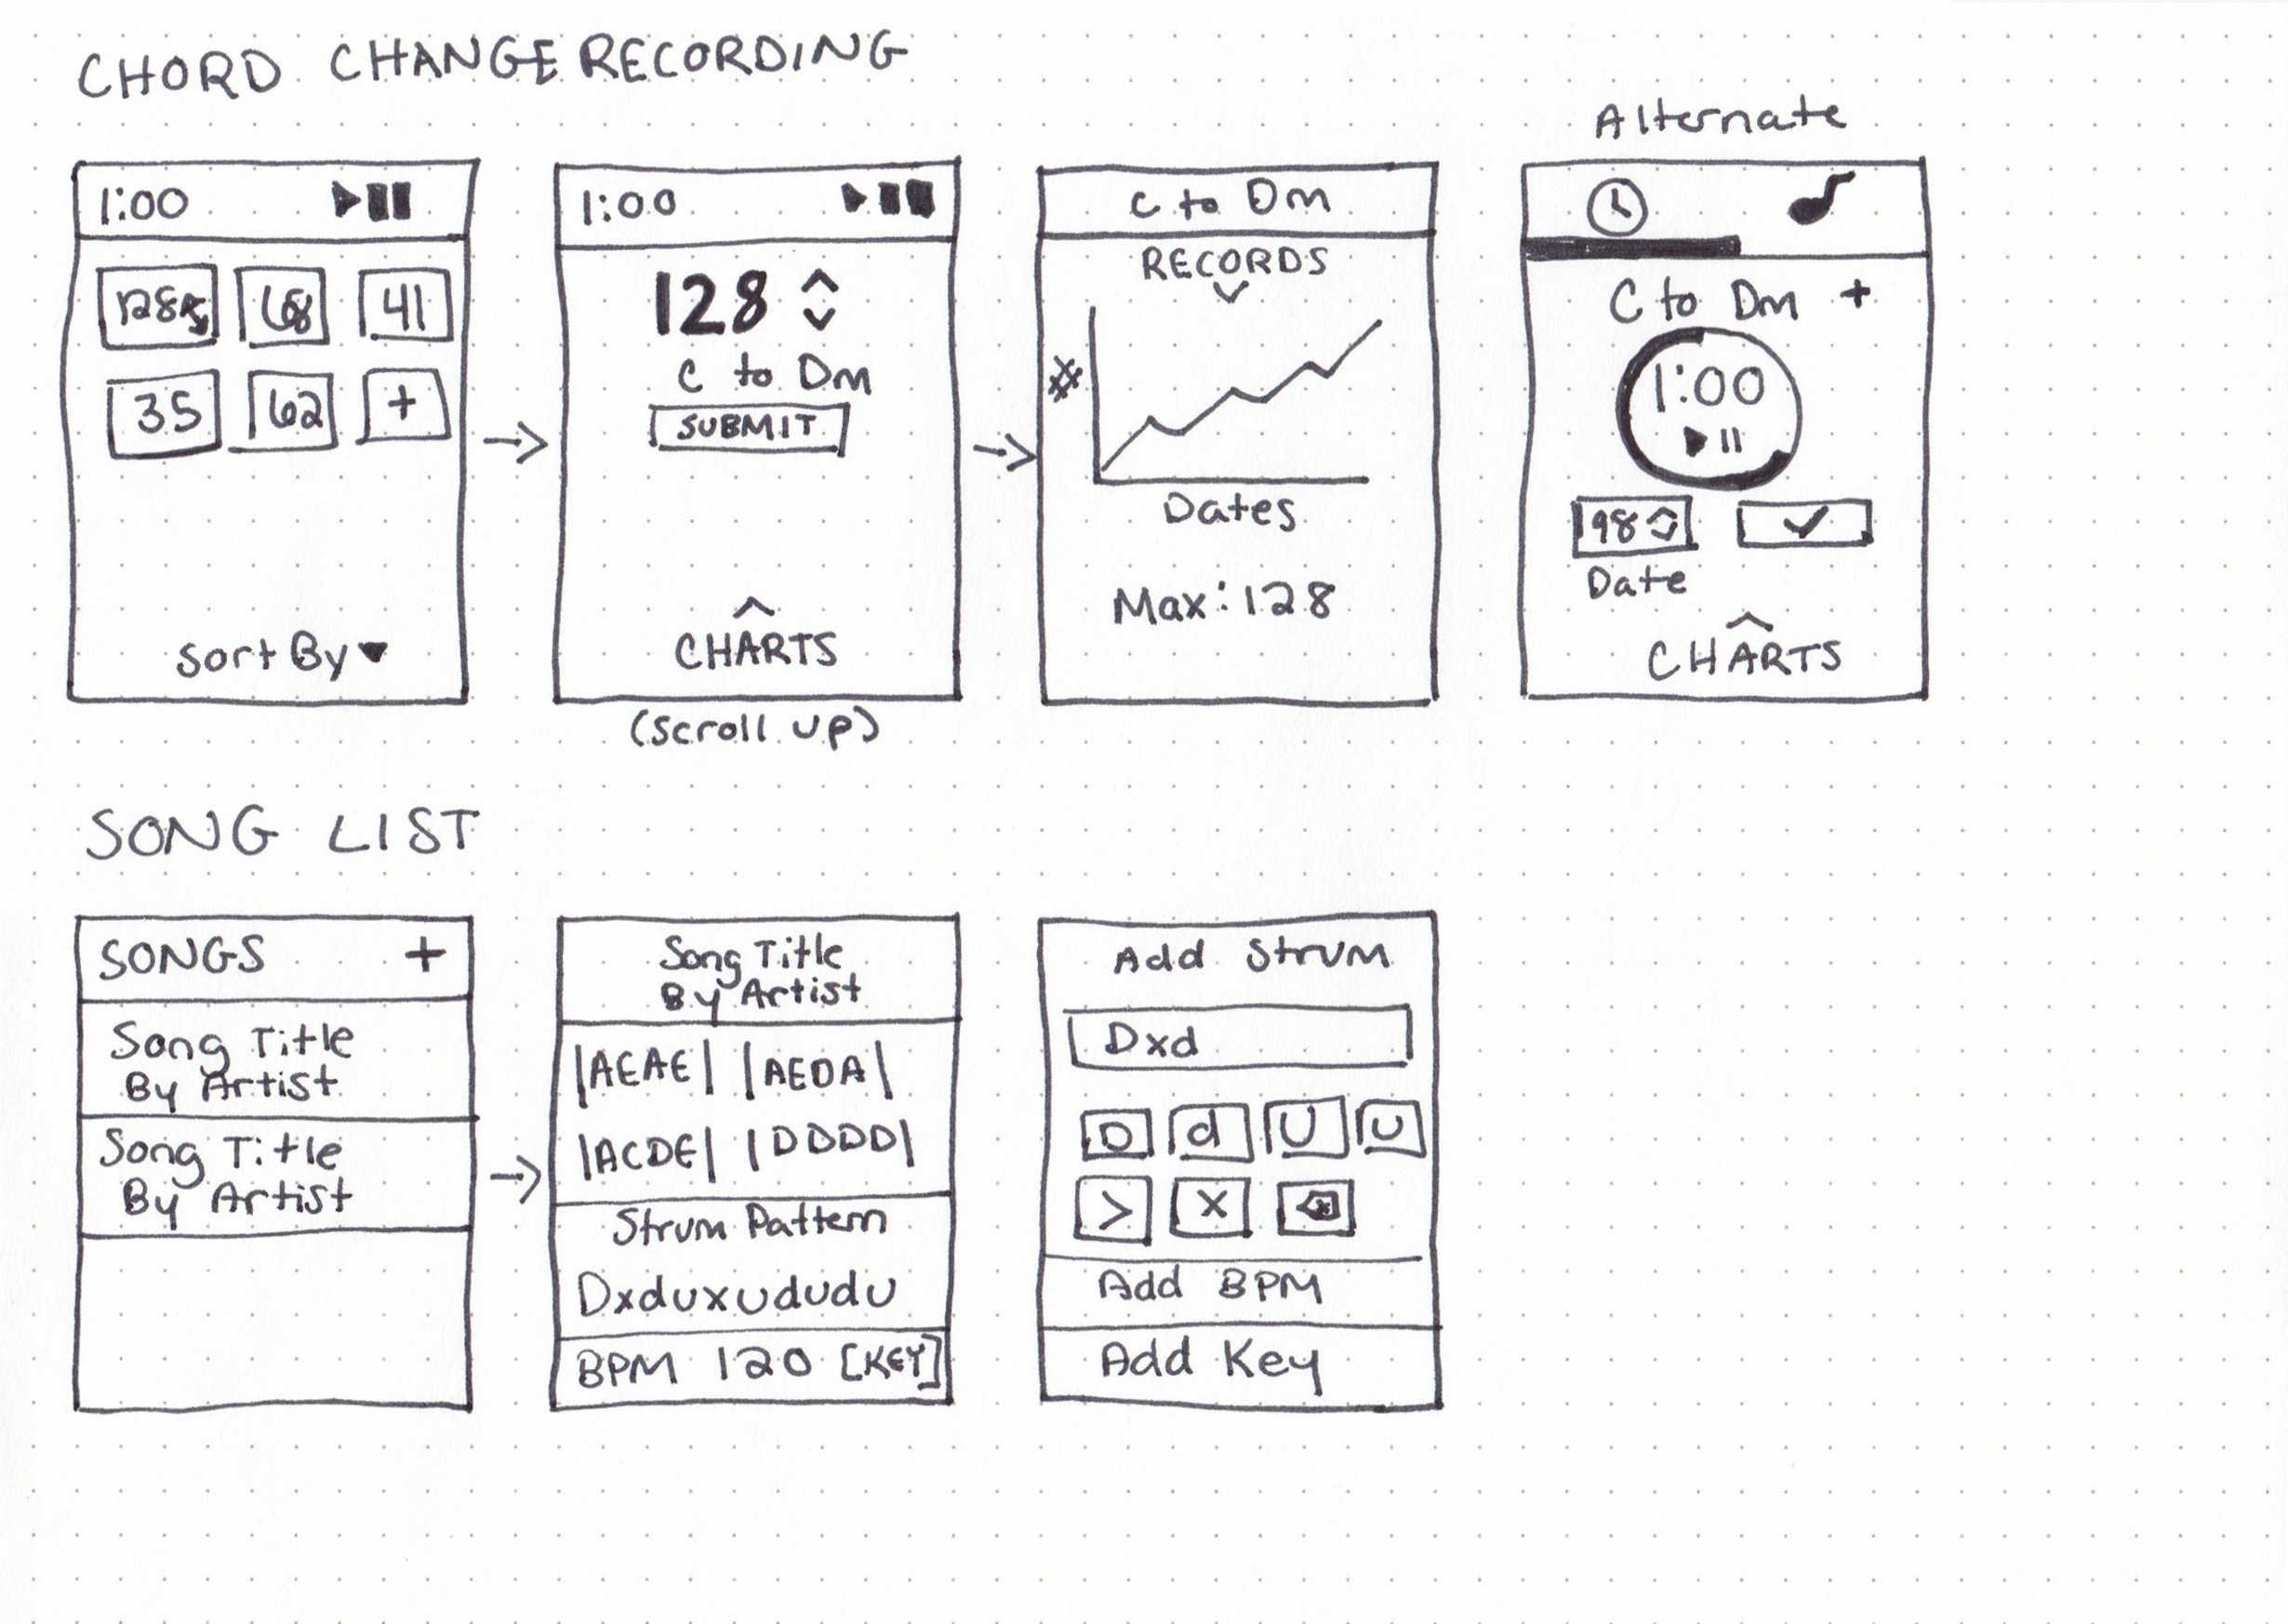 CHORD CHANGE RECORDING
Alternate
1:00
128
68
41
35
62
+
Sort By
1:00
128
C to Dm
SUBMIT
CHARTS
(scroll up)
C to Dm
RECORDS
#
Dates
Max: 128
C to Dm +
1:00
98
Date
CHARTS
SONG LIST
SONGS +
Song Title
By Artist
Song Title
By Artist
Song Title
By Artist
|AEAE| |AEDA|
|ACDE| |DDDD|
Strum Pattern
Dxduxududu
BPM 120 [KEY]
Add Strum
Dxd
D d U u
> x
Add BPM
Add Key